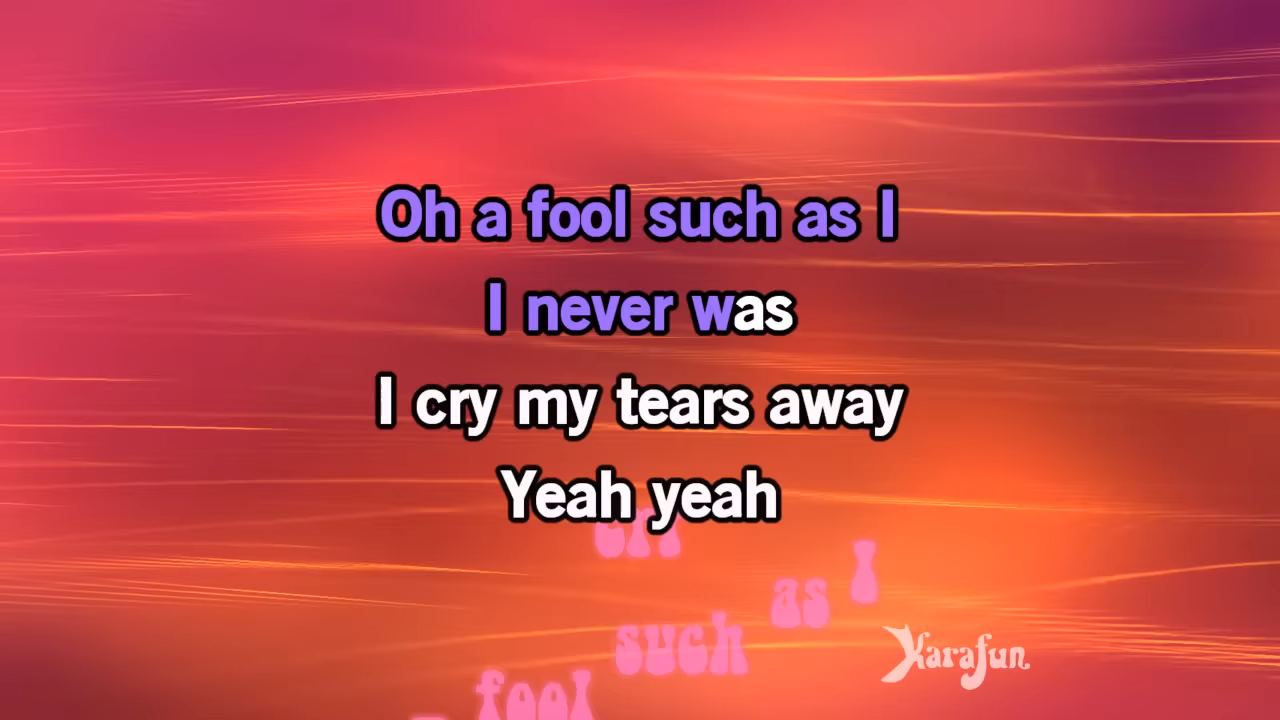 Oh a fool such as I
I never was
I cry my tears away
Yeah yeah
as I
such
fool
Karafun